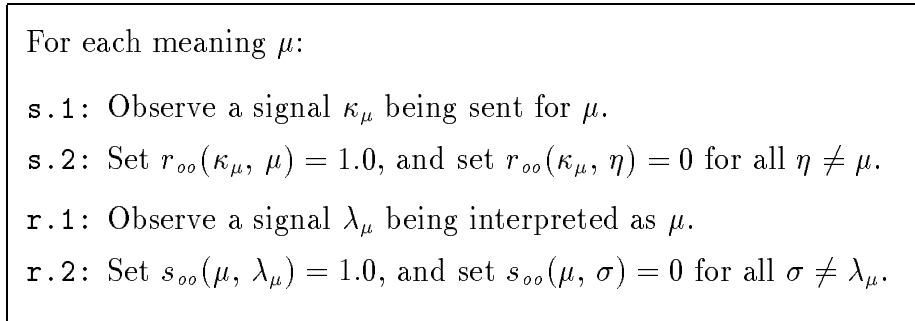 For each meaning μ:
s.1: Observe a signal κ_μ being sent for μ.
s.2: Set r_oo(κ_μ, μ) = 1.0, and set r_oo(κ_μ, η) = 0 for all η ≠ μ.
r.1: Observe a signal λ_μ being interpreted as μ.
r.2: Set s_oo(μ, λ_μ) = 1.0, and set s_oo(μ, σ) = 0 for all σ ≠ λ_μ.